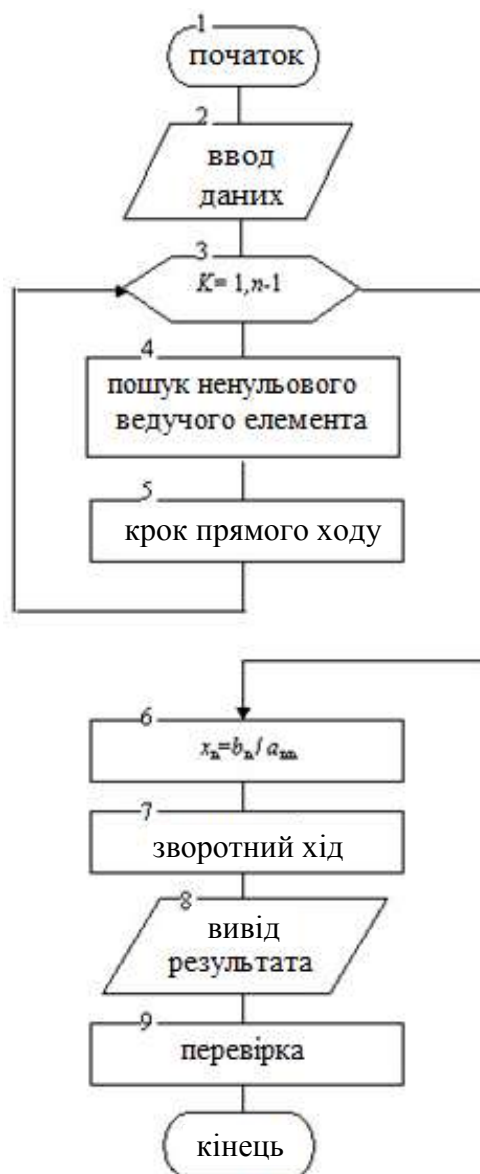 1
початок
2
ввод
даних
3
K= 1,n-1
4
пошук ненульового
ведучого елемента
5
крок прямого ходу
6
xn=bn/ ann
7
зворотний хід
8
вивід
результата
9
перевірка
кінець